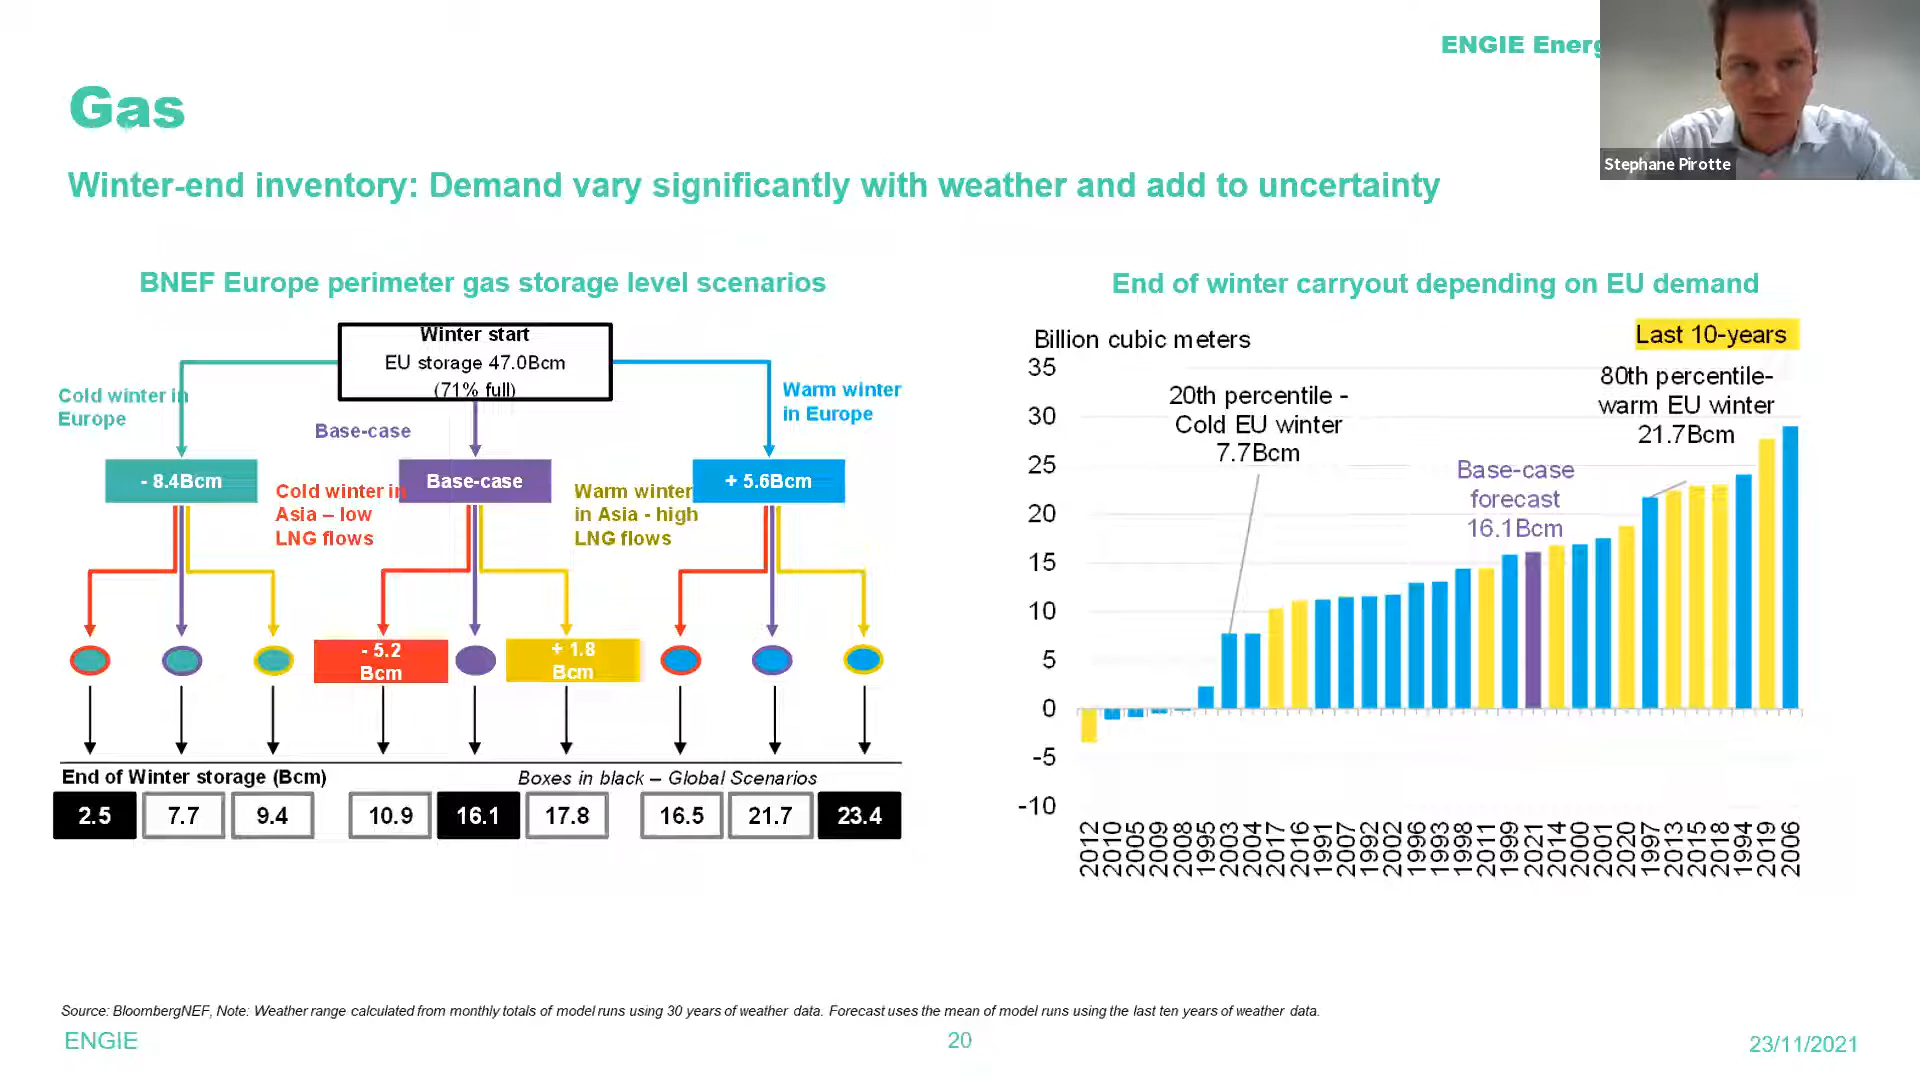 ENGIE Energ
Stephane Pirotte
Gas
Winter-end inventory: Demand vary significantly with weather and add to uncertainty
BNEF Europe perimeter gas storage level scenarios
Winter start
EU storage 47.0Bcm
(71% full)
Cold winter in
Europe
Base-case
Warm winter
in Europe
- 8.4Bcm
Base-case
+ 5.6Bcm
Cold winter in
Asia – low
LNG flows
Warm winter
in Asia - high
LNG flows
- 5.2
Bcm
+ 1.8
Bcm
End of Winter storage (Bcm)
Boxes in black – Global Scenarios
2.5 7.7 9.4 10.9 16.1 17.8 16.5 21.7 23.4
End of winter carryout depending on EU demand
Billion cubic meters
Last 10-years
35
30
25
20
15
10
5
0
-5
-10
20th percentile -
Cold EU winter
7.7Bcm
Base-case
forecast
16.1Bcm
80th percentile-
warm EU winter
21.7Bcm
2012 2010 2005 2009 2008 1995 2003 2004 2017 2016 1991 2007 1992 2002 1996 1993 1998 2011 1999 2021 2014 2000 2001 2020 1997 2013 2015 2018 1994 2019 2006
Source: BloombergNEF, Note: Weather range calculated from monthly totals of model runs using 30 years of weather data. Forecast uses the mean of model runs using the last ten years of weather data.
ENGIE
20
23/11/2021